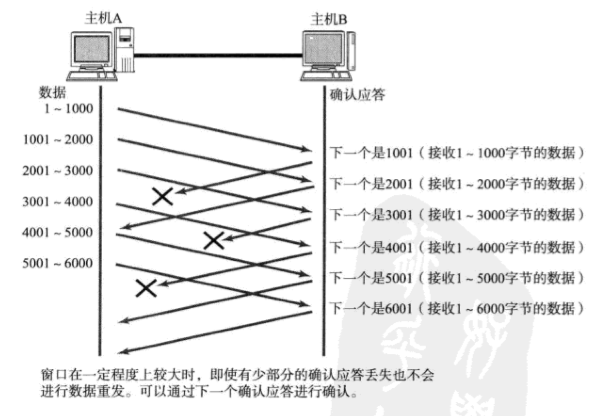 主机A
主机B
数据
确认应答
1～1000
1001～2000
2001～3000
3001～4000
4001～5000
5001～6000
下一个是1001（接收1～1000字节的数据）
下一个是2001（接收1～2000字节的数据）
下一个是3001（接收1～3000字节的数据）
下一个是4001（接收1～4000字节的数据）
下一个是5001（接收1～5000字节的数据）
下一个是6001（接收1～6000字节的数据）
窗口在一定程度上较大时，即使有少部分的确认应答丢失也不会
进行数据重发。可以通过下一个确认应答进行确认。